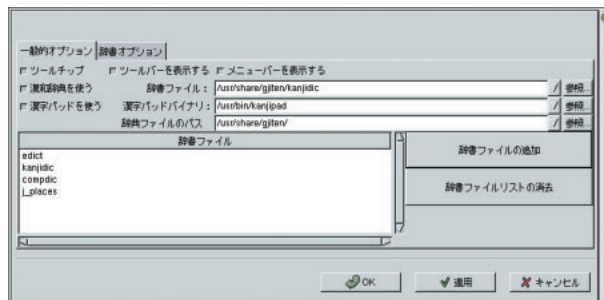 一般的オプション 辞書オプション
ツールチップ ツールバーを表示する メニューバーを表示する
漢和辞典を使う 辞書ファイル: /usr/share/gjiten/kanjidic 参照...
漢字パッドを使う 漢字パッドバイナリ: /usr/bin/kanjipad 参照...
辞典ファイルのパス /usr/share/gjiten/ 参照...
辞書ファイル
edict
kanjidic
compdic
j_places
辞書ファイルの追加
辞書ファイルリストの消去
OK 適用 キャンセル